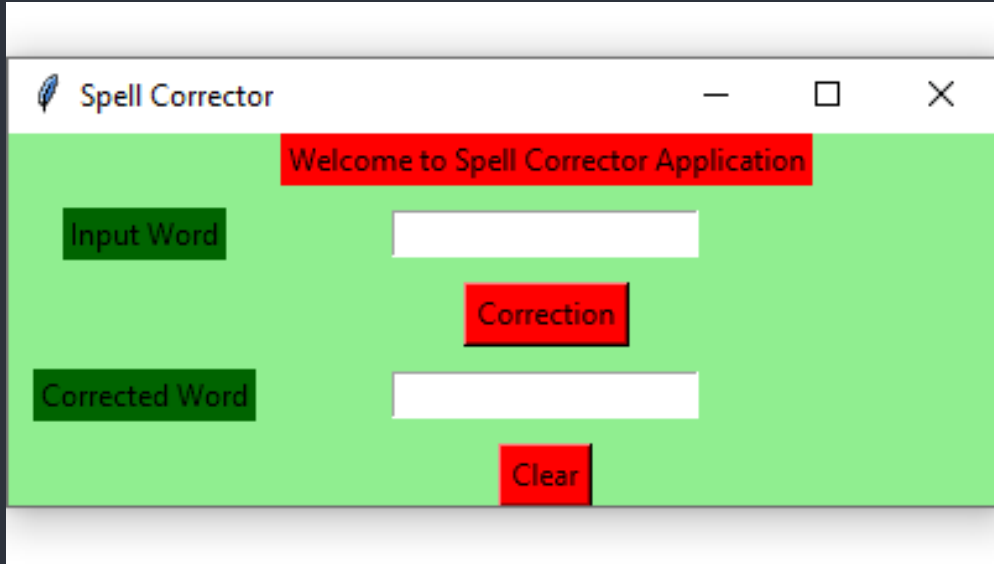 Spell Corrector
Welcome to Spell Corrector Application
Input Word
Correction
Corrected Word
Clear